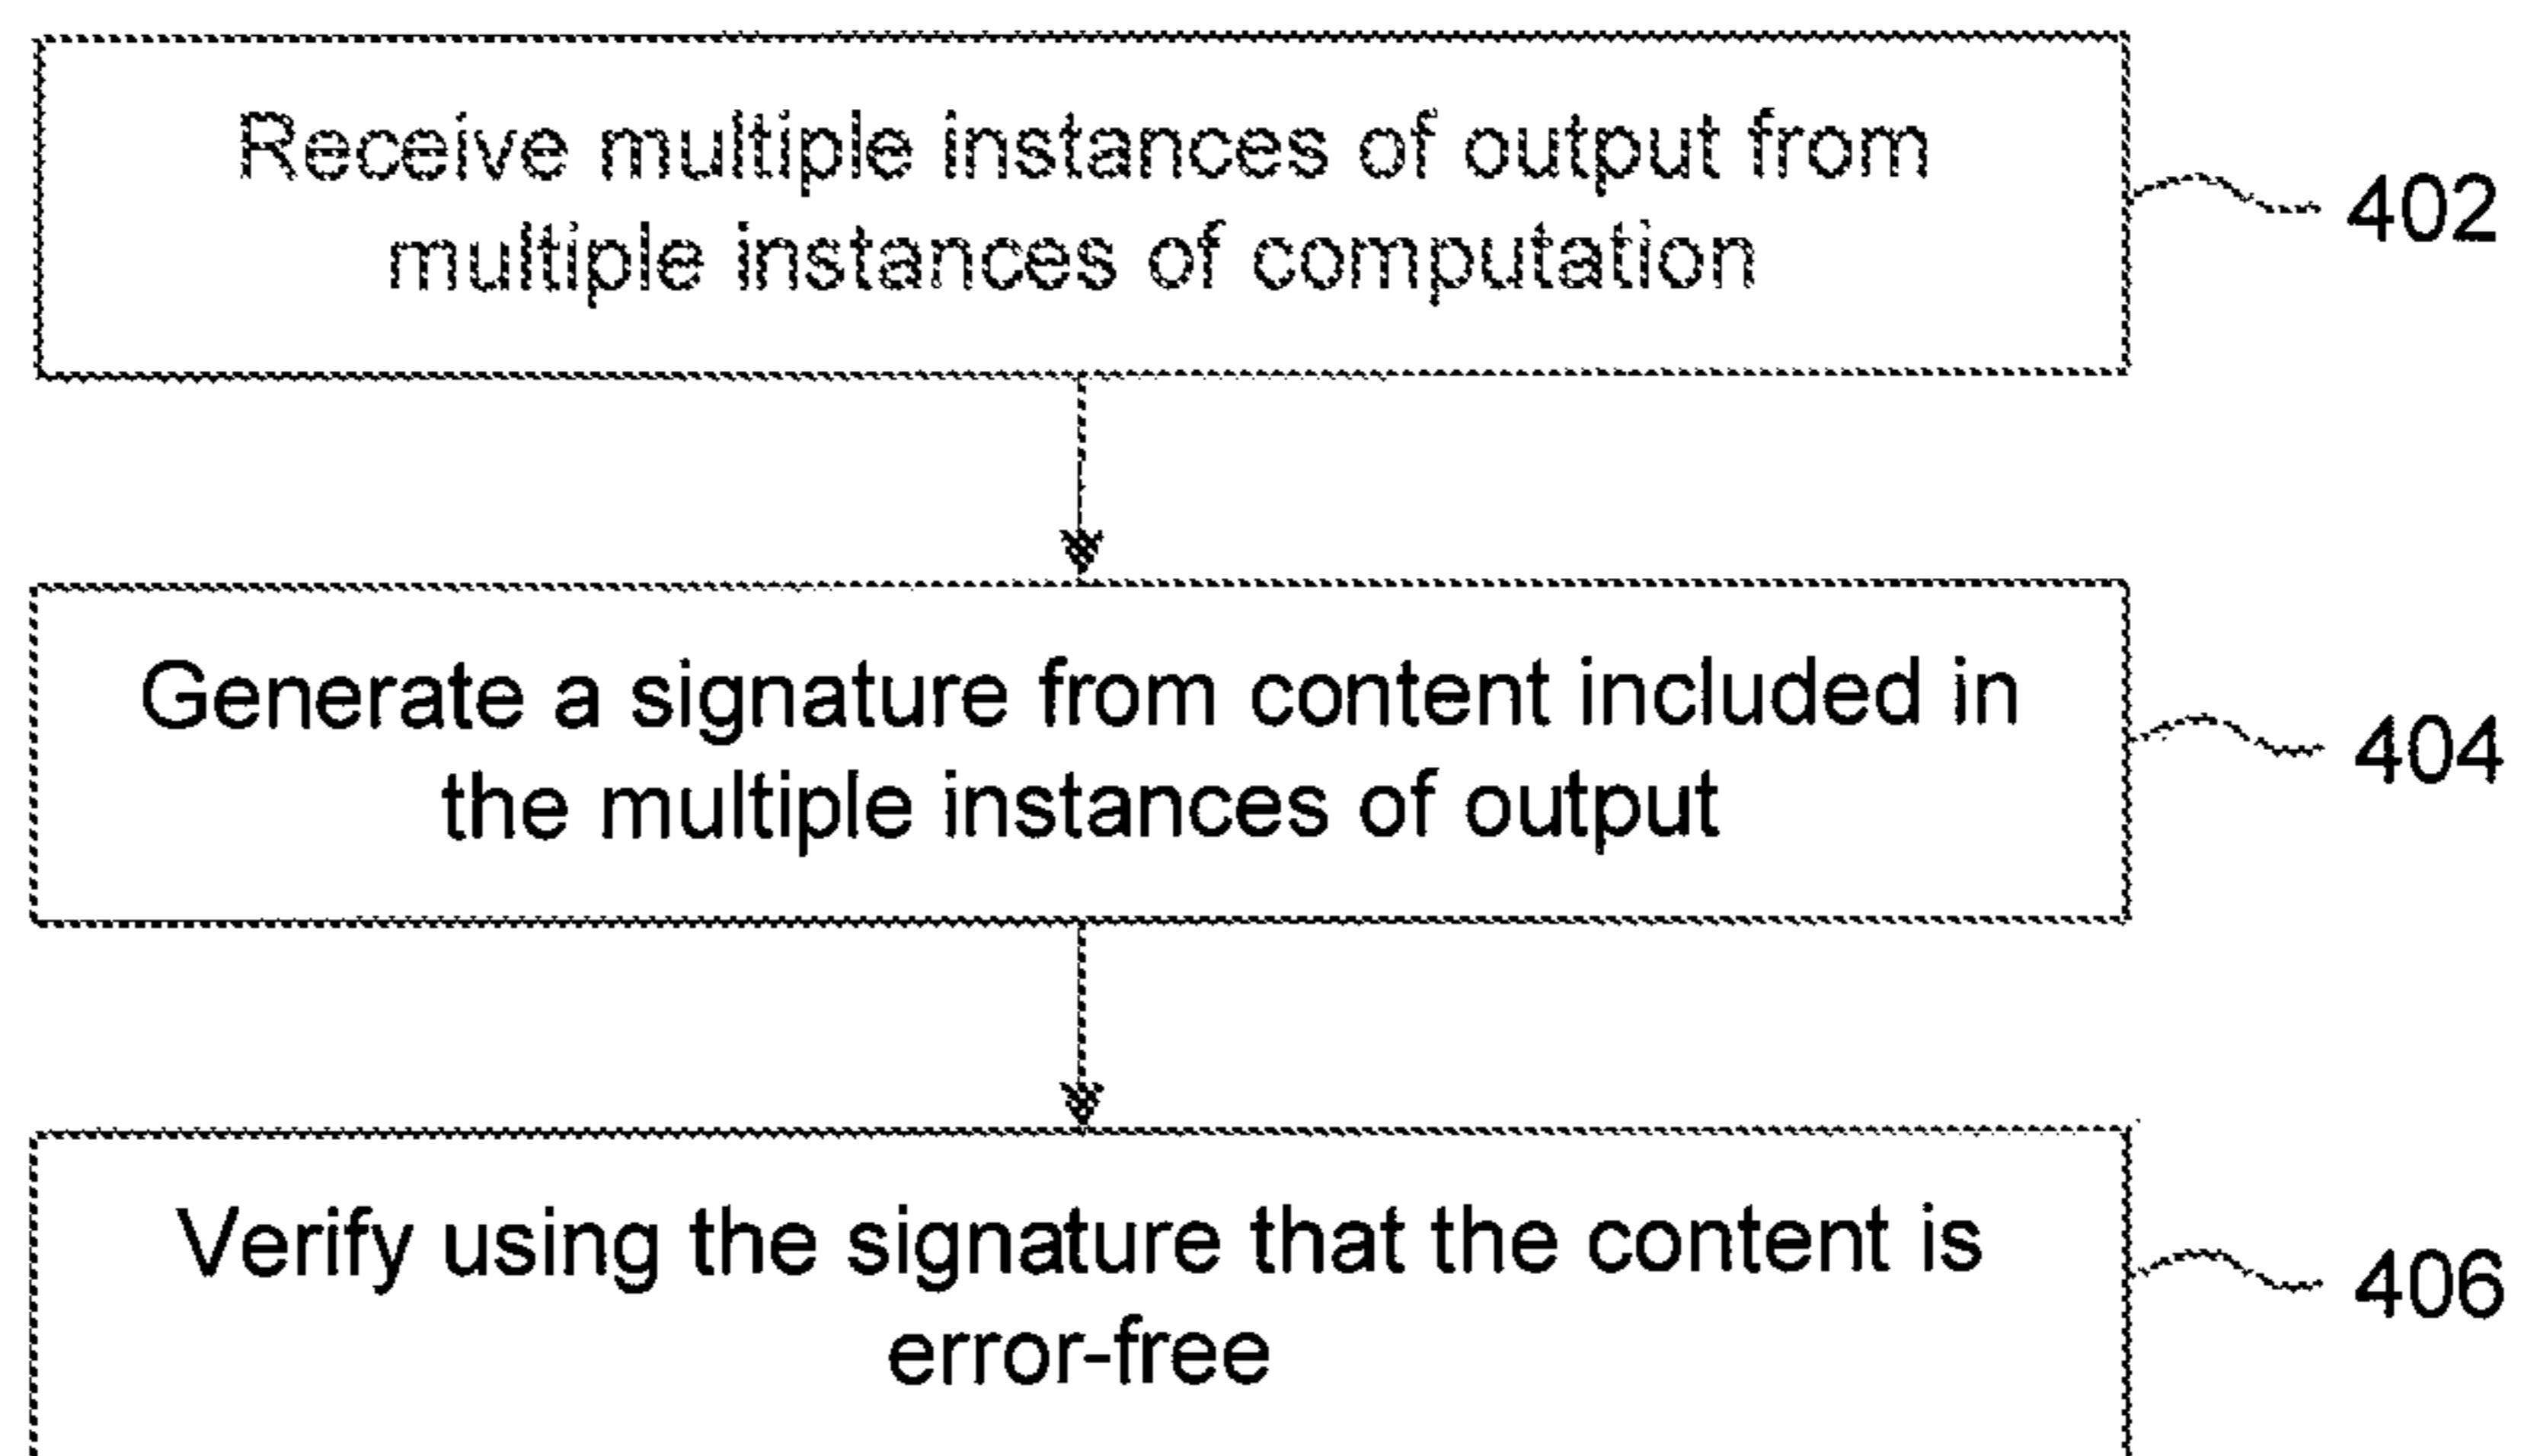 Receive multiple instances of output from
multiple instances of computation
402
Generate a signature from content included in
the multiple instances of output
404
Verify using the signature that the content is
error-free
406